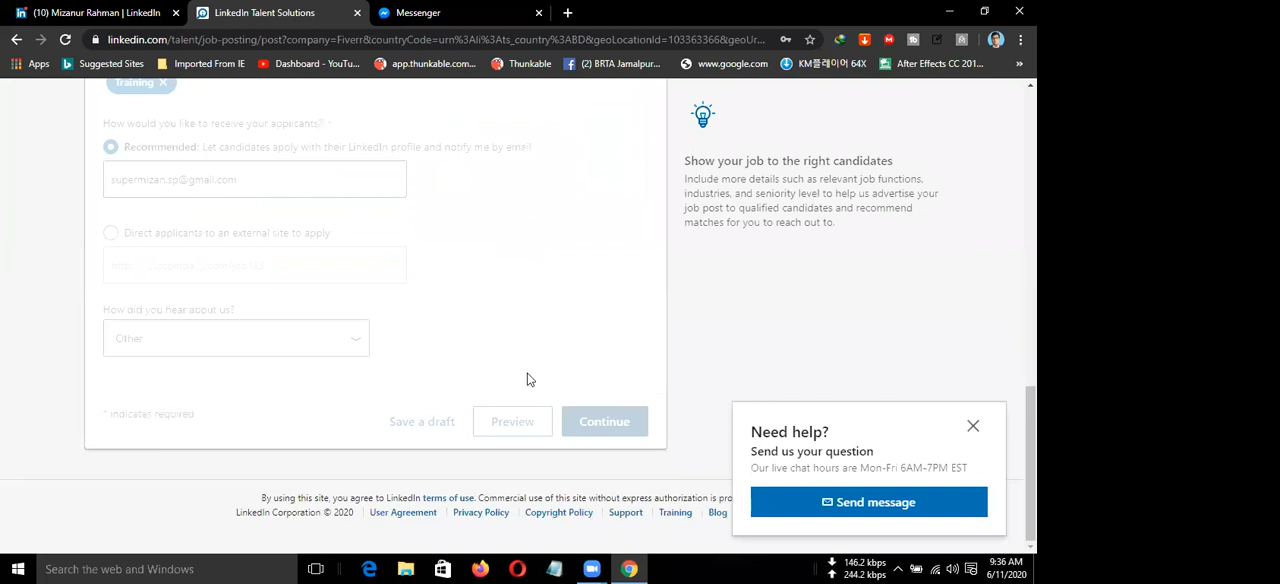 (10) Mizanur Rahman | LinkedIn
LinkedIn Talent Solutions
Messenger
linkedin.com/talent/job-posting/post?company=Fiverr&countryCode=urn%3Ali%3Ats_country%3ABD&geoLocationId=103363366&geoU...
Apps
Suggested Sites
Imported From IE
Dashboard - YouTu...
app.thunkable.com...
Thunkable
(2) BRTA Jamalpur...
www.google.com
KM플레이어 64X
After Effects CC 201...
»
Training
How would you like to receive your applicants? *
Recommended: Let candidates apply with their LinkedIn profile and notify me by email
supermizan.sp@gmail.com
Direct applicants to an external site to apply
How did you hear about us?
Other
* Indicates required
Save a draft
Preview
Continue
Show your job to the right candidates
Include more details such as relevant job functions,
industries, and seniority level to help us advertise your
job post to qualified candidates and recommend
matches for you to reach out to.
Need help?
Send us your question
Our live chat hours are Mon-Fri 6AM-7PM EST
Send message
By using this site, you agree to LinkedIn terms of use. Commercial use of this site without express authorization is pro
LinkedIn Corporation © 2020
User Agreement
Privacy Policy
Copyright Policy
Support
Training
Blog
Search the web and Windows
146.2 kbps
244.2 kbps
9:36 AM
6/11/2020